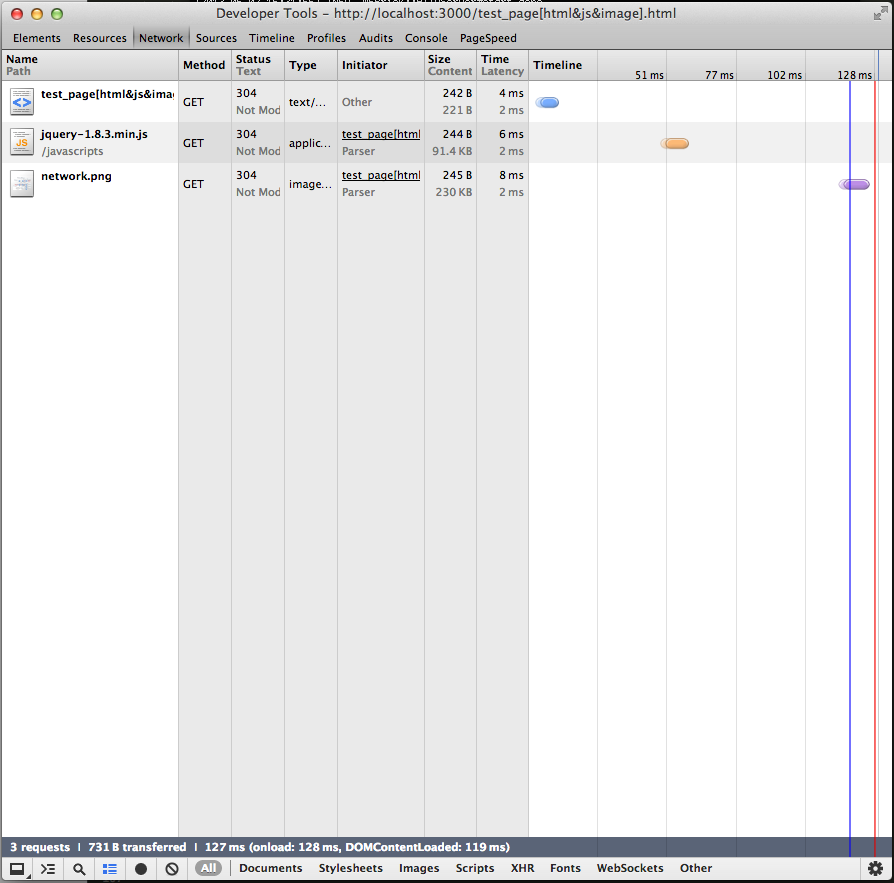 Developer Tools - http://localhost:3000/test_page[html&js&image].html
Elements Resources Network Sources Timeline Profiles Audits Console PageSpeed
Name Method Status Type Initiator Size Time Timeline
Path Text Content Latency
51 ms 77 ms 102 ms 128 ms
test_page[html&js&ima GET 304 text/... Other 242 B 4 ms
Not Mod 221 B 2 ms
jquery-1.8.3.min.js GET 304 applic... test_page[html 244 B 6 ms
/javascripts Not Mod Parser 91.4 KB 2 ms
network.png GET 304 image... test_page[html 245 B 8 ms
Not Mod Parser 230 KB 2 ms
3 requests | 731 B transferred | 127 ms (onload: 128 ms, DOMContentLoaded: 119 ms)
All Documents Stylesheets Images Scripts XHR Fonts WebSockets Other